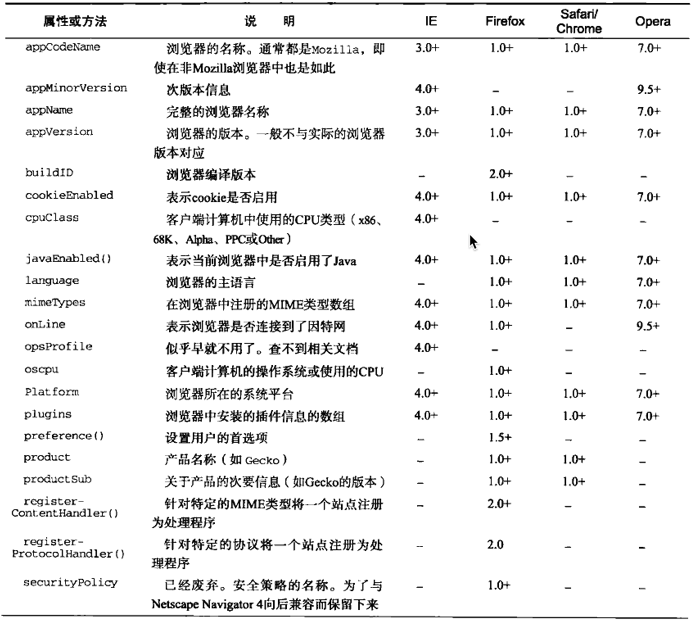 属性或方法 说 明 IE Firefox Safari/ Chrome Opera
appCodeName 浏览器的名称。通常都是Mozilla，即 3.0+ 1.0+ 1.0+ 7.0+
使在非Mozilla浏览器中也是如此
appMinorVersion 次版本信息 4.0+ – – 9.5+
appName 完整的浏览器名称 3.0+ 1.0+ 1.0+ 7.0+
appVersion 浏览器的版本。一般不与实际的浏览器 3.0+ 1.0+ 1.0+ 7.0+
版本对应
buildID 浏览器编译版本 – 2.0+ – –
cookieEnabled 表示cookie是否启用 4.0+ 1.0+ 1.0+ 7.0+
cpuClass 客户端计算机中使用的CPU类型（x86、 4.0+ – – –
68K、Alpha、PPC或Other）
javaEnabled() 表示当前浏览器中是否启用了Java 4.0+ 1.0+ 1.0+ 7.0+
language 浏览器的主语言 – 1.0+ 1.0+ 7.0+
mimeTypes 在浏览器中注册的MIME类型数组 4.0+ 1.0+ 1.0+ 7.0+
onLine 表示浏览器是否连接到了因特网 4.0+ 1.0+ – 9.5+
opsProfile 似乎早就不用了。查不到相关文档 4.0+ – – –
oscpu 客户端计算机的操作系统或使用的CPU – 1.0+ – –
Platform 浏览器所在的系统平台 4.0+ 1.0+ 1.0+ 7.0+
plugins 浏览器中安装的插件信息的数组 4.0+ 1.0+ 1.0+ 7.0+
preference() 设置用户的首选项 – 1.5+ – –
product 产品名称（如 Gecko） – 1.0+ 1.0+ –
productSub 关于产品的次要信息（如Gecko的版本） – 1.0+ 1.0+ –
register- 针对特定的MIME类型将一个站点注册 – 2.0+ – –
ContentHandler() 为处理程序
register- 针对特定的协议将一个站点注册为处 – 2.0 – –
ProtocolHandler() 理程序
securityPolicy 已经废弃。安全策略的名称。为了与 – 1.0+ – –
Netscape Navigator 4向后兼容而保留下来